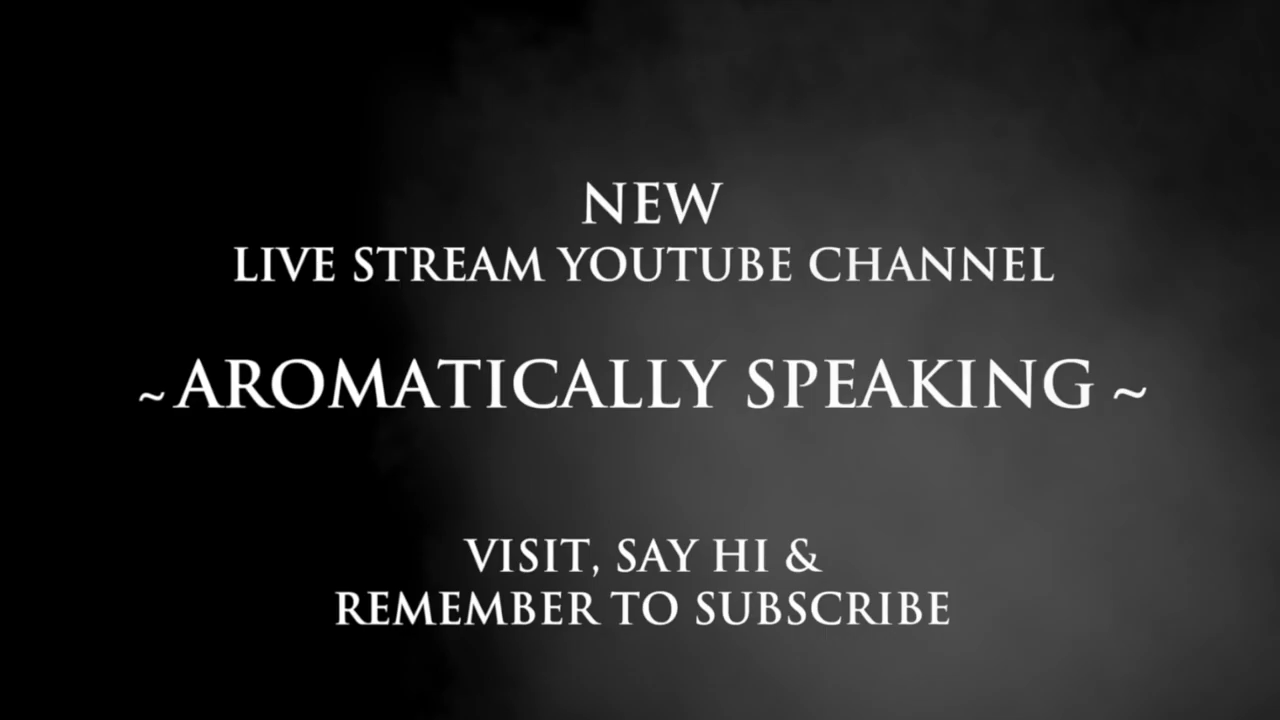 NEW
LIVE STREAM YOUTUBE CHANNEL
~ AROMATICALLY SPEAKING ~
VISIT, SAY HI &
REMEMBER TO SUBSCRIBE